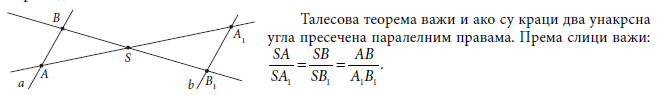 B
A₁
S
a
A
b
B₁
Талесова теорема важи и ако су краци два унакрсна
угла пресечена паралелним правама. Према слици важи:
SA/SA₁ = SB/SB₁ = AB/A₁B₁.